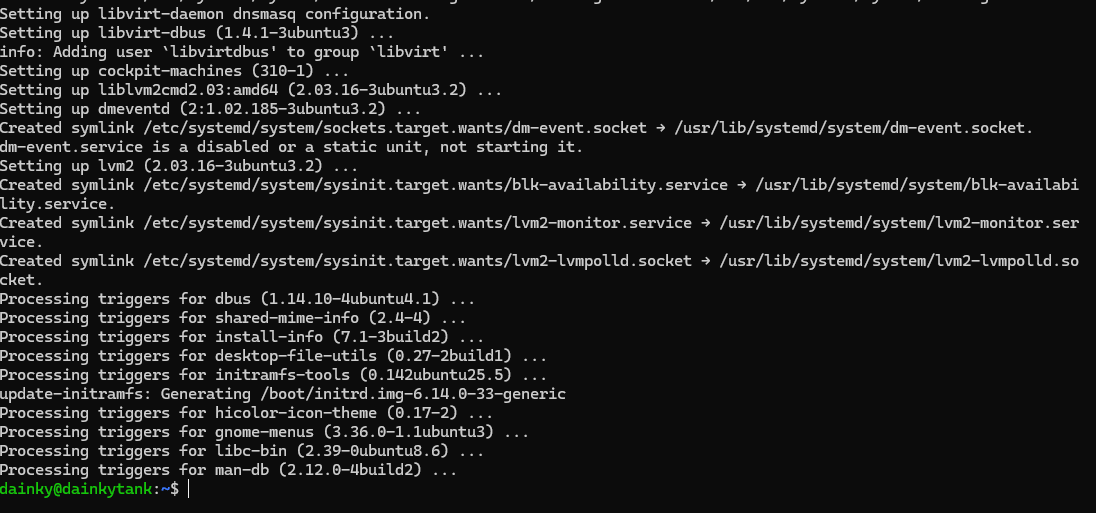 Setting up libvirt-daemon dnsmasq configuration.
Setting up libvirt-dbus (1.4.1-3ubuntu3) ...
info: Adding user `libvirtdbus' to group `libvirt' ...
Setting up cockpit-machines (310-1) ...
Setting up liblvm2cmd2.03:amd64 (2.03.16-3ubuntu3.2) ...
Setting up dmeventd (2:1.02.185-3ubuntu3.2) ...
Created symlink /etc/systemd/system/sockets.target.wants/dm-event.socket → /usr/lib/systemd/system/dm-event.socket.
dm-event.service is a disabled or a static unit, not starting it.
Setting up lvm2 (2.03.16-3ubuntu3.2) ...
Created symlink /etc/systemd/system/sysinit.target.wants/blk-availability.service → /usr/lib/systemd/system/blk-availabi
lity.service.
Created symlink /etc/systemd/system/sysinit.target.wants/lvm2-monitor.service → /usr/lib/systemd/system/lvm2-monitor.ser
vice.
Created symlink /etc/systemd/system/sysinit.target.wants/lvm2-lvmpolld.socket → /usr/lib/systemd/system/lvm2-lvmpolld.so
cket.
Processing triggers for dbus (1.14.10-4ubuntu4.1) ...
Processing triggers for shared-mime-info (2.4-4) ...
Processing triggers for install-info (7.1-3build2) ...
Processing triggers for desktop-file-utils (0.27-2build1) ...
Processing triggers for initramfs-tools (0.142ubuntu25.5) ...
update-initramfs: Generating /boot/initrd.img-6.14.0-33-generic
Processing triggers for hicolor-icon-theme (0.17-2) ...
Processing triggers for gnome-menus (3.36.0-1.1ubuntu3) ...
Processing triggers for libc-bin (2.39-0ubuntu8.6) ...
Processing triggers for man-db (2.12.0-4build2) ...
dainky@dainkytank:~$